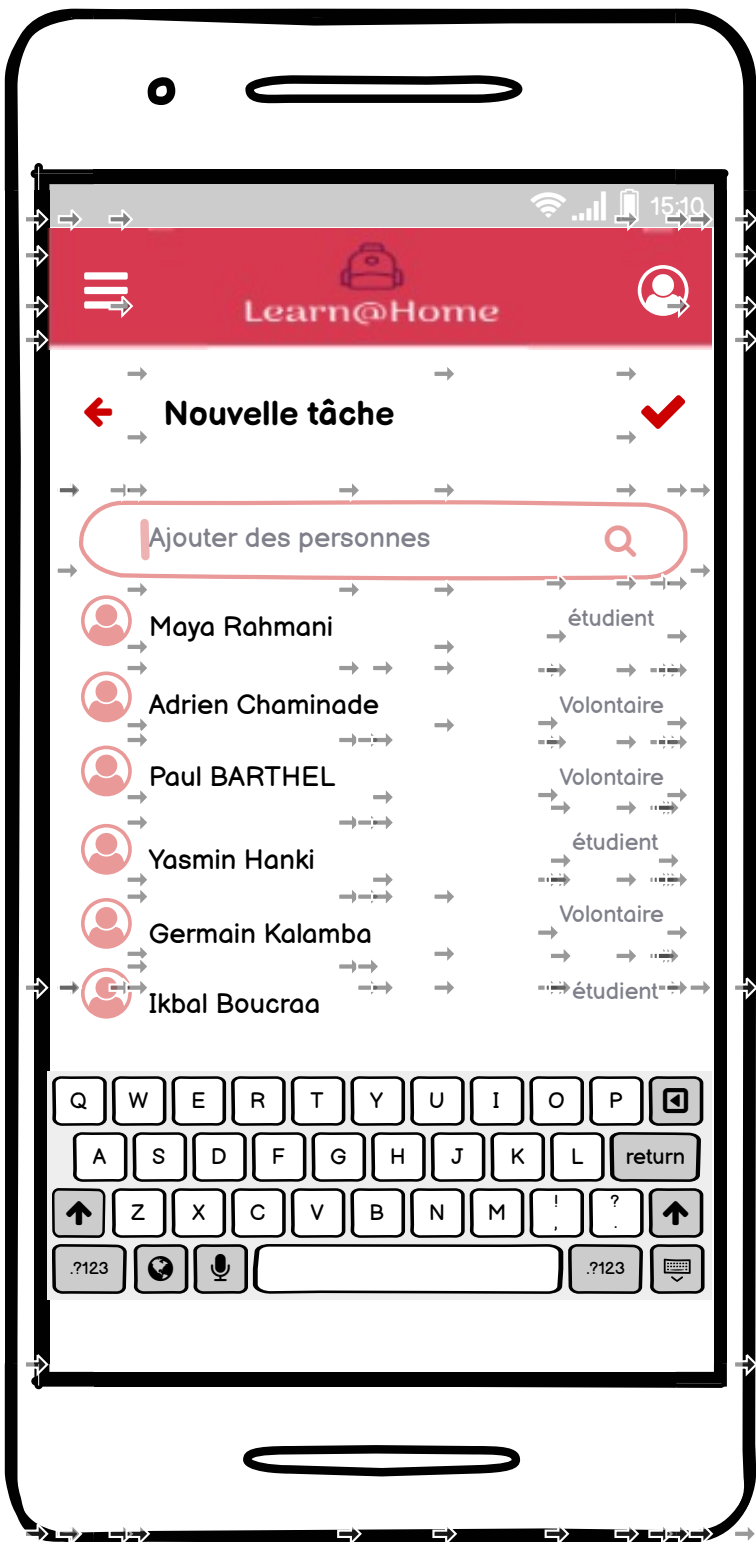 15:10
Learn@Home
Nouvelle tâche
Ajouter des personnes
Maya Rahmani étudient
Adrien Chaminade Volontaire
Paul BARTHEL Volontaire
Yasmin Hanki étudient
Germain Kalamba Volontaire
Ikbal Boucraa étudient
Q W E R T Y U I O P
A S D F G H J K L return
Z X C V B N M ! , ? .
.?123 .?123